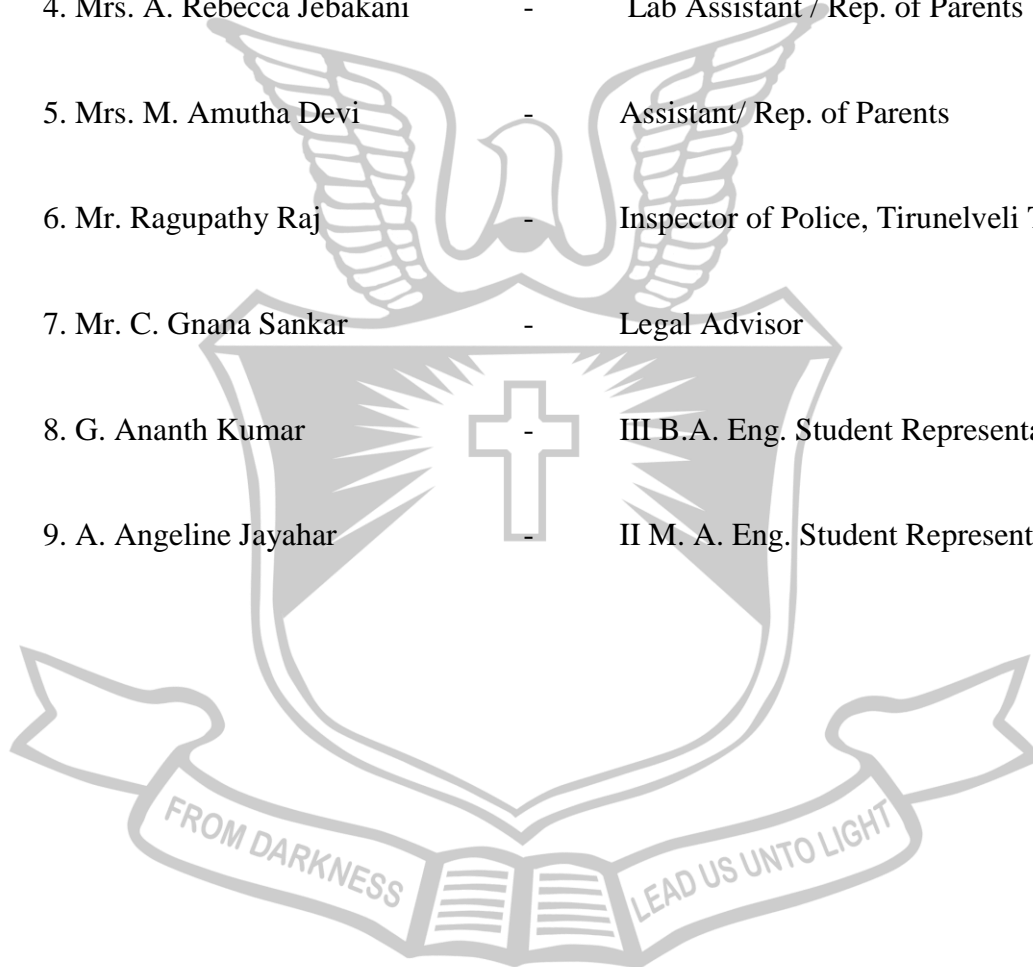 4. Mrs. A. Rebecca Jebakani - Lab Assistant / Rep. of Parents
5. Mrs. M. Amutha Devi - Assistant/ Rep. of Parents
6. Mr. Ragupathy Raj - Inspector of Police, Tirunelveli
7. Mr. C. Gnana Sankar - Legal Advisor
8. G. Ananth Kumar - III B.A. Eng. Student
9. A. Angeline Jayahar - II M. A. Eng. Student
FROM DARKNESS
LEAD US UNTO LIGHT